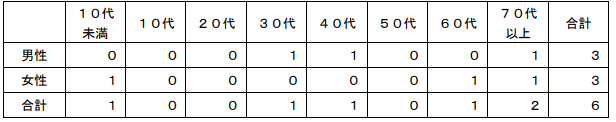 １０代未満 １０代 ２０代 ３０代 ４０代 ５０代 ６０代 ７０代以上 合計
男性 ０ ０ ０ １ １ ０ ０ １ ３
女性 １ ０ ０ ０ ０ ０ １ １ ３
合計 １ ０ ０ １ １ ０ １ ２ ６